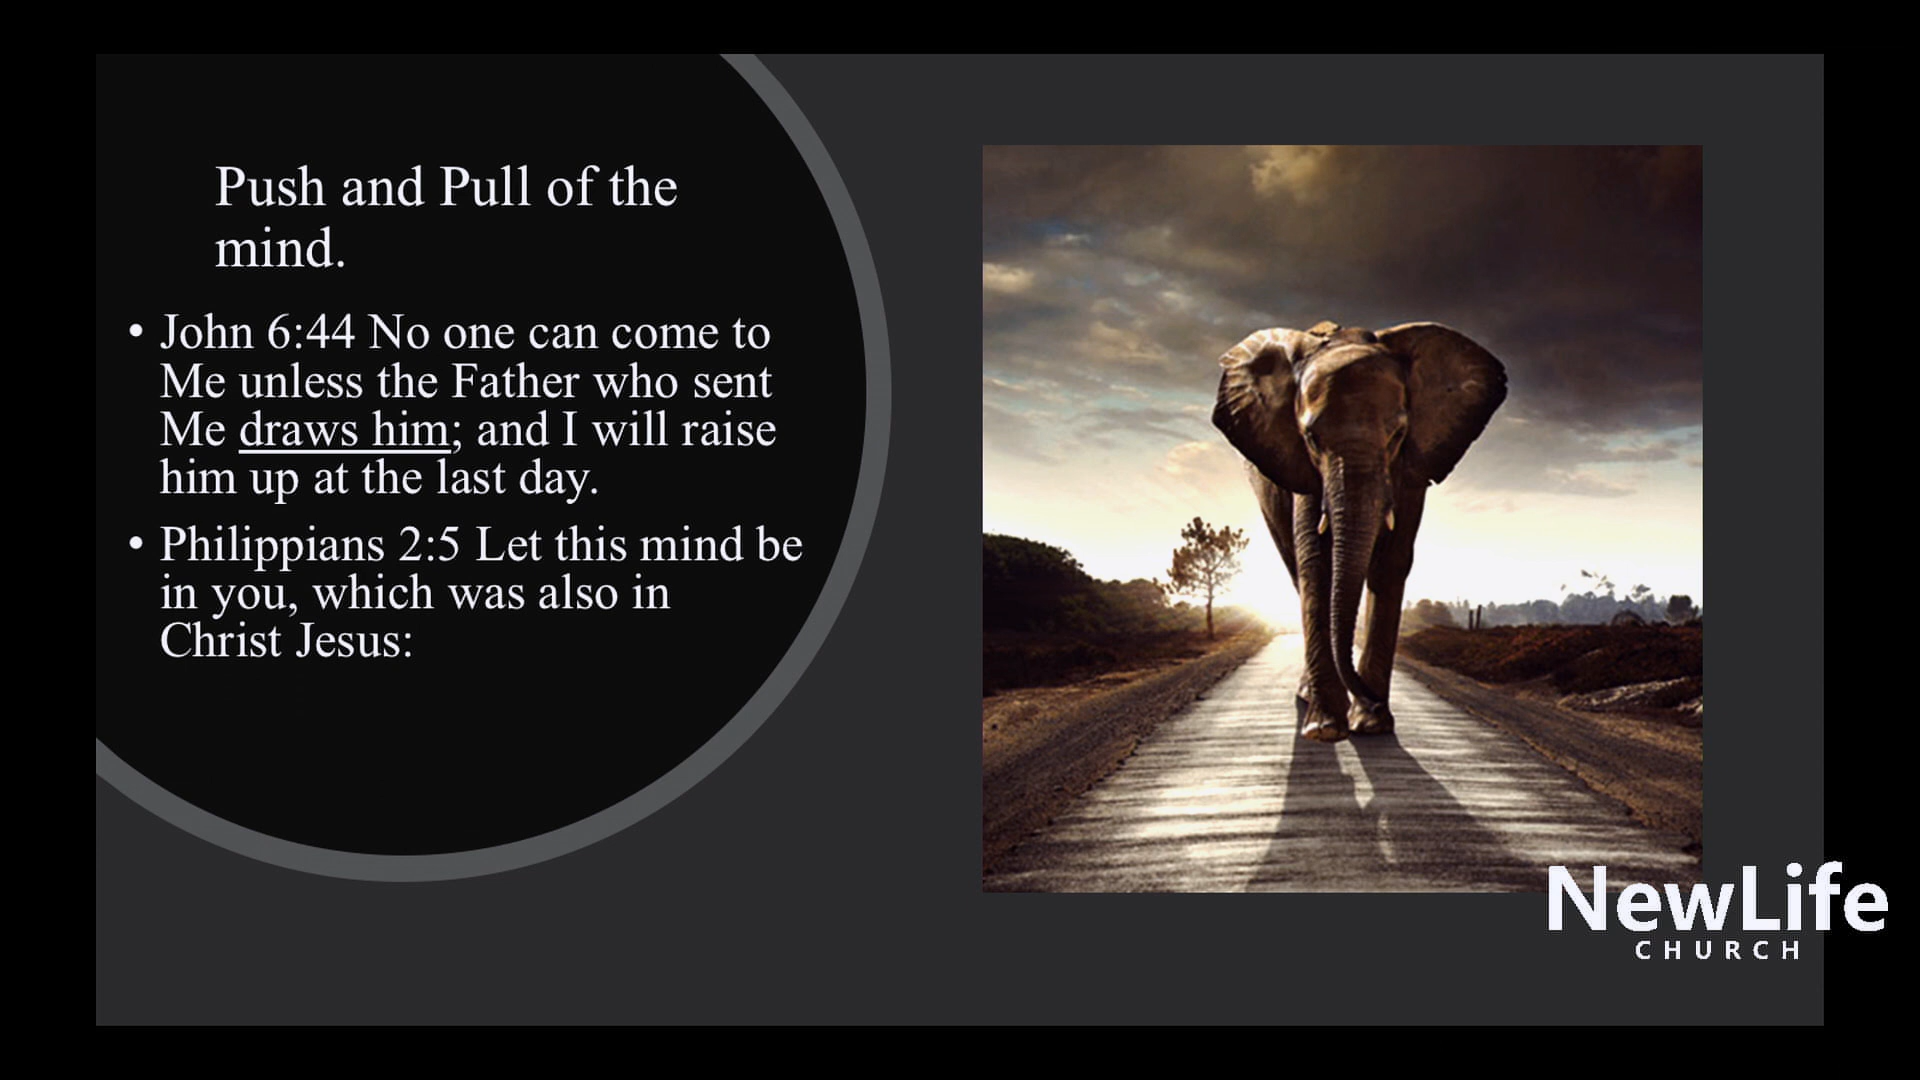 Push and Pull of the
mind.
• John 6:44 No one can come to
Me unless the Father who sent
Me draws him; and I will raise
him up at the last day.
• Philippians 2:5 Let this mind be
in you, which was also in
Christ Jesus:
NewLife
CHURCH